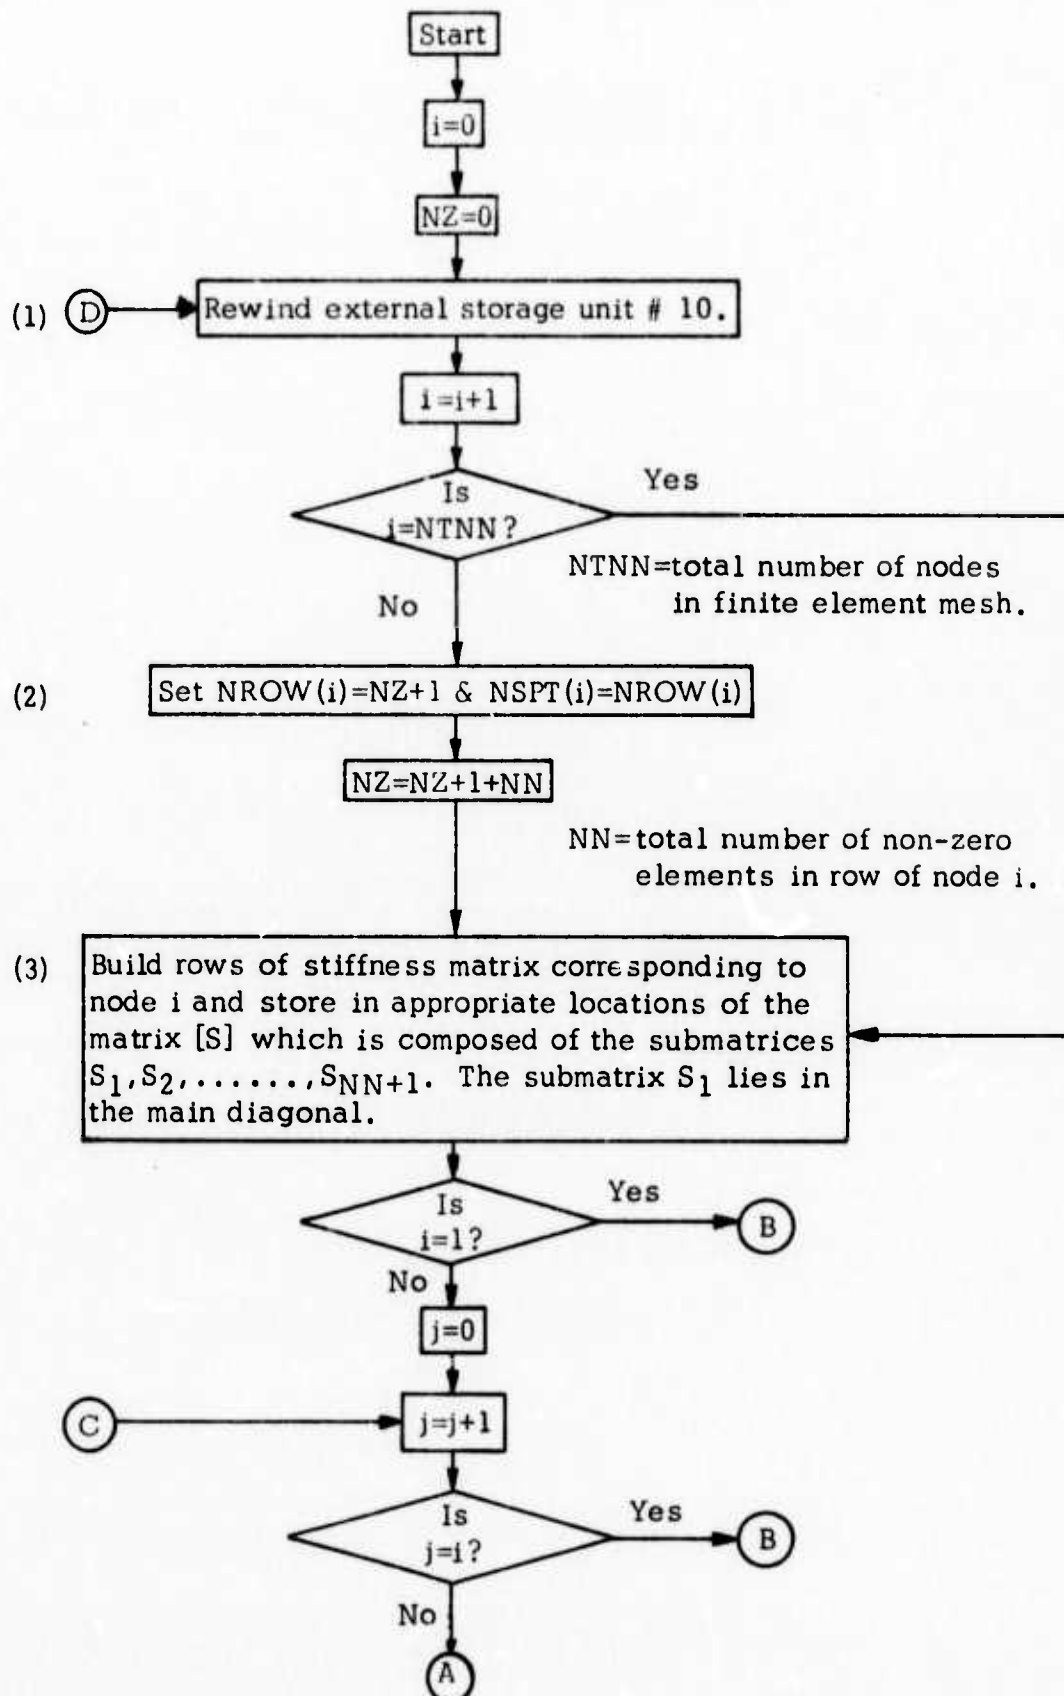 Start
i=0
NZ=0
(1) D Rewind external storage unit # 10.
i=i+1
Is
i=NTNN?
Yes
NTNN=total number of nodes
in finite element mesh.
No
(2) Set NROW(i)=NZ+1 & NSPT(i)=NROW(i)
NZ=NZ+1+NN
NN=total number of non-zero
elements in row of node i.
(3) Build rows of stiffness matrix corresponding to
node i and store in appropriate locations of the
matrix [S] which is composed of the submatrices
S1,S2,.......,SNN+1. The submatrix S1 lies in
the main diagonal.
Is
i=1?
Yes
B
No
j=0
C j=j+1
Is
j=i?
Yes
B
No
A